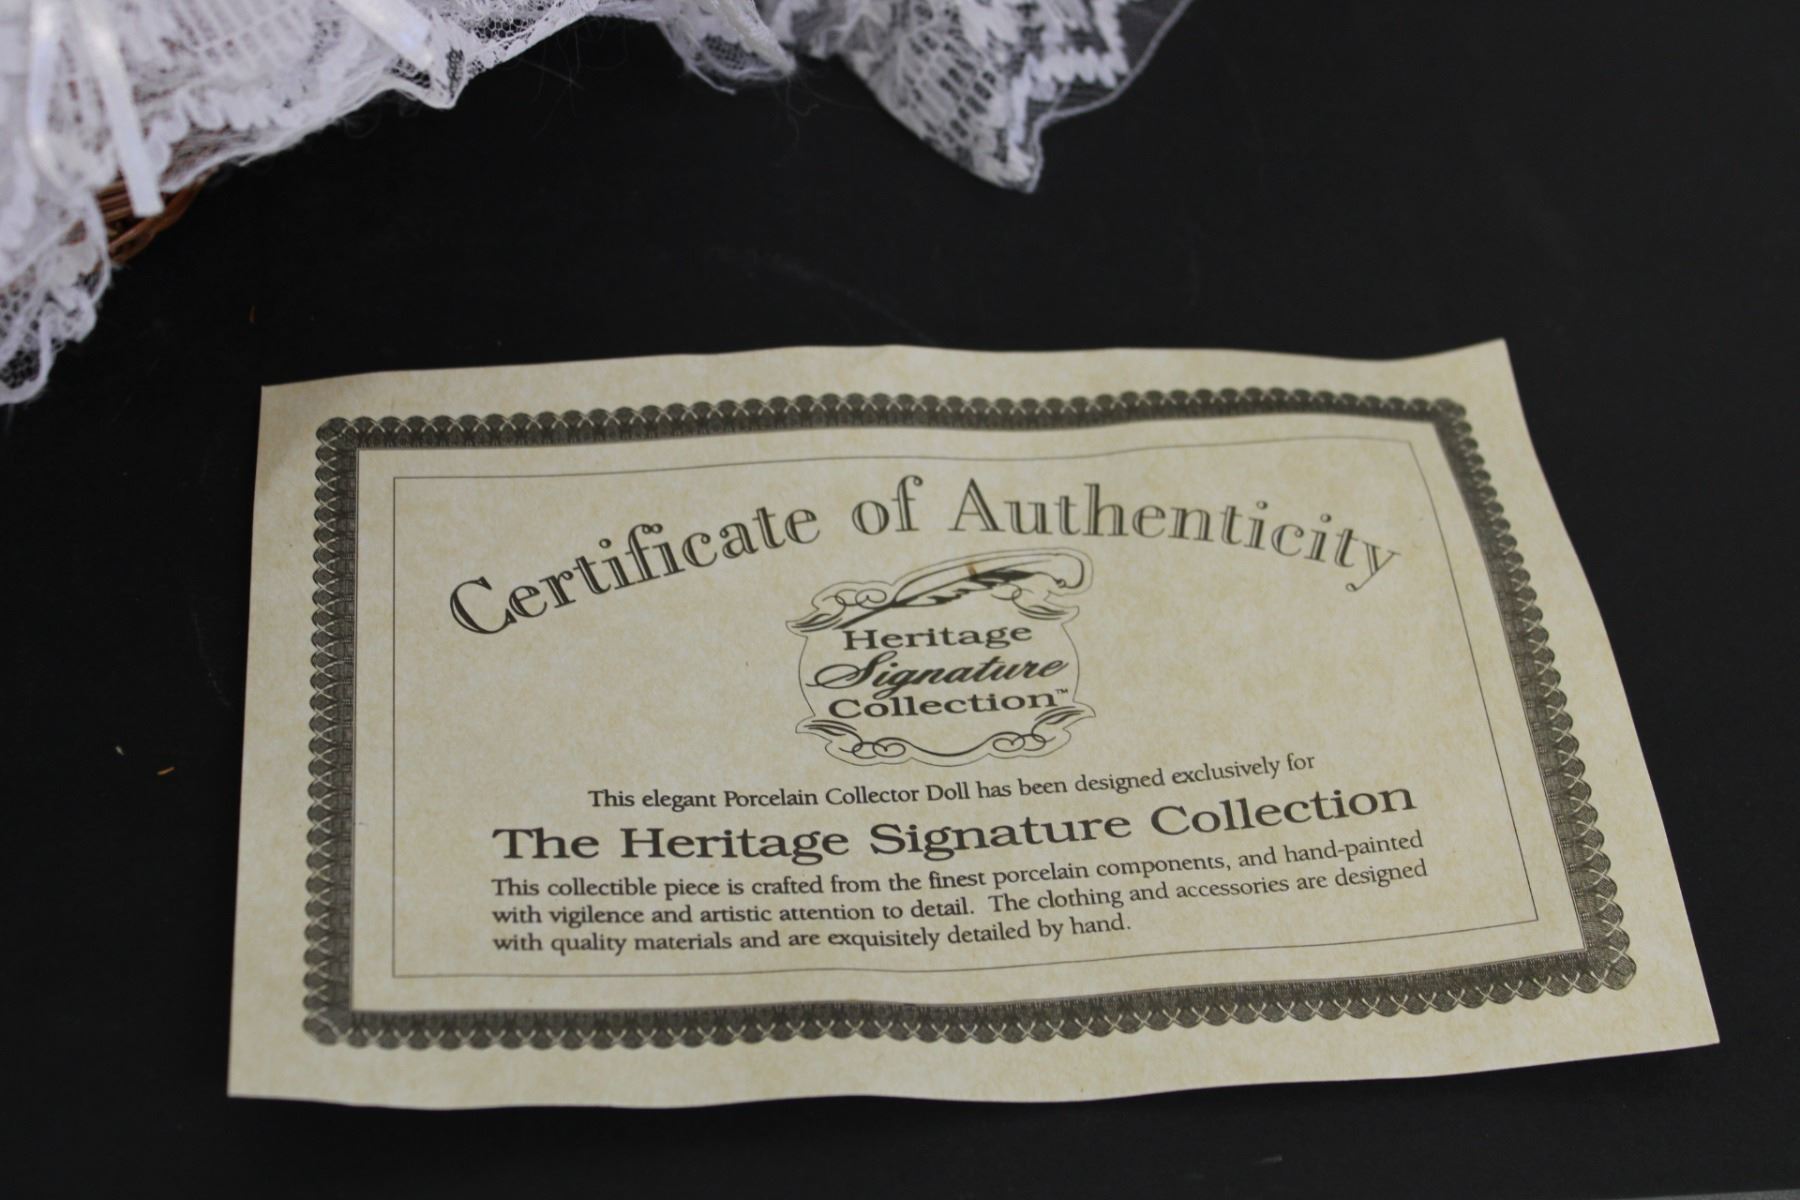 Certificate of Authenticity
Heritage
Signature
Collection™
This elegant Porcelain Collector Doll has been designed exclusively for
The Heritage Signature Collection
This collectible piece is crafted from the finest porcelain components, and hand-painted
with vigilence and artistic attention to detail. The clothing and accessories are designed
with quality materials and are exquisitely detailed by hand.